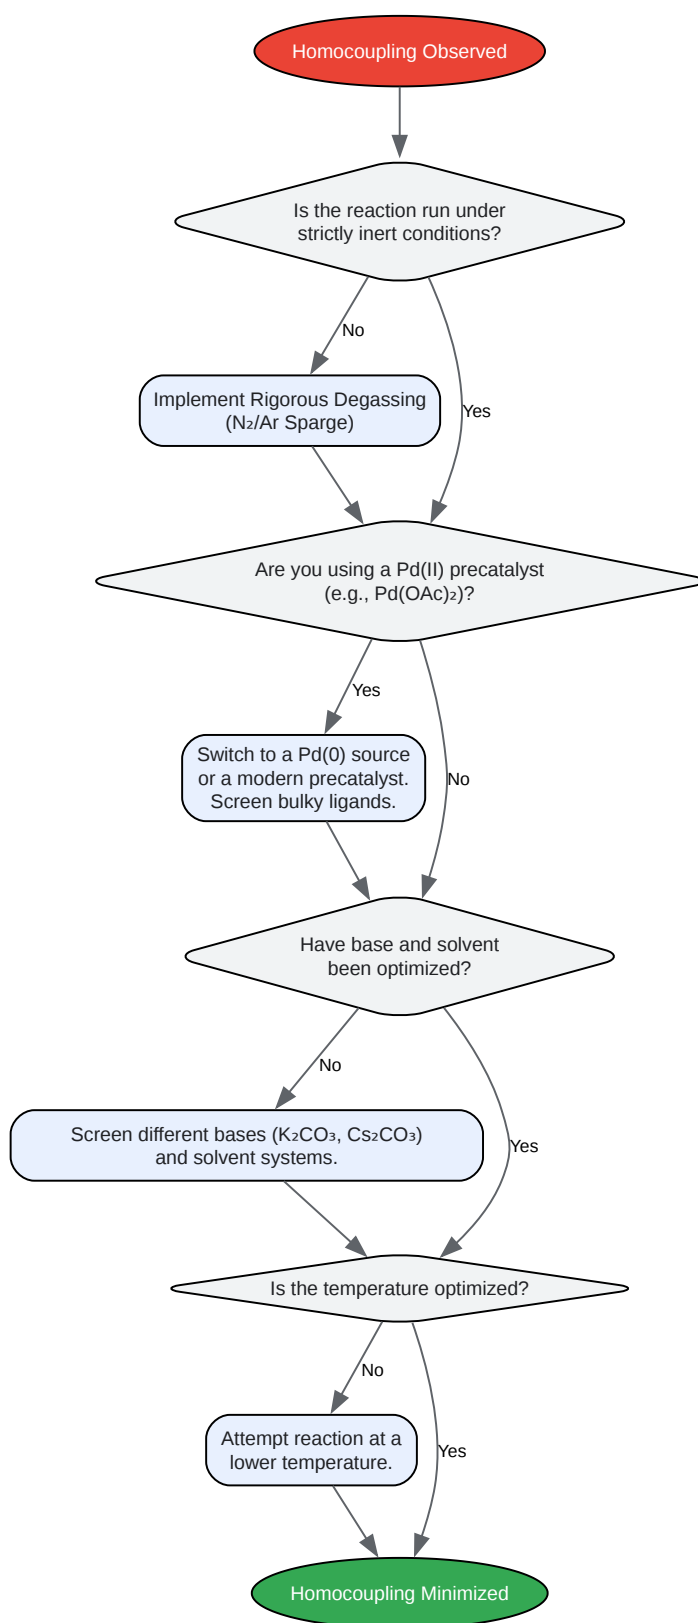 Homocoupling Observed
Is the reaction run under
strictly inert conditions?
No
Implement Rigorous Degassing
(N₂/Ar Sparge)
Yes
Are you using a Pd(II) precatalyst
(e.g., Pd(OAc)₂)?
Yes
Switch to a Pd(0) source
or a modern precatalyst.
Screen bulky ligands.
No
Have base and solvent
been optimized?
No
Screen different bases (K₂CO₃, Cs₂CO₃)
and solvent systems.
Yes
Is the temperature optimized?
No
Attempt reaction at a
lower temperature.
Yes
Homocoupling Minimized